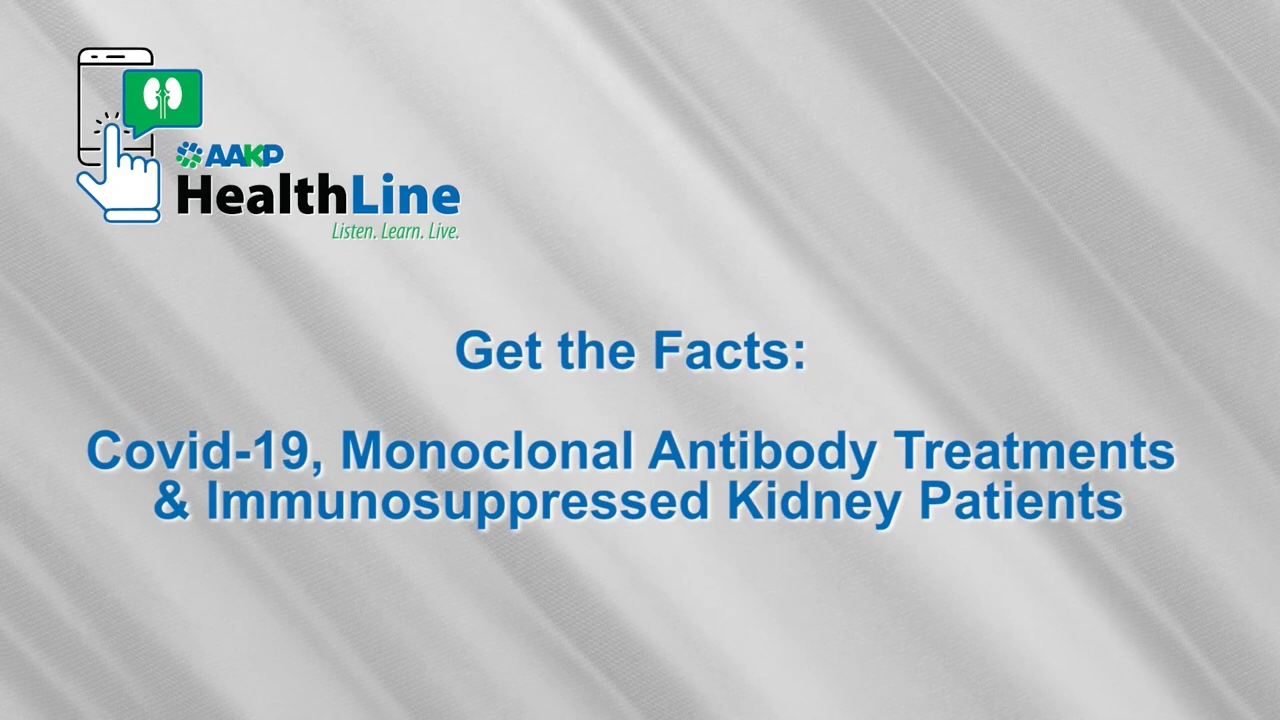 AAKP
HealthLine
Listen. Learn. Live.
Get the Facts:
Covid-19, Monoclonal Antibody Treatments
& Immunosuppressed Kidney Patients